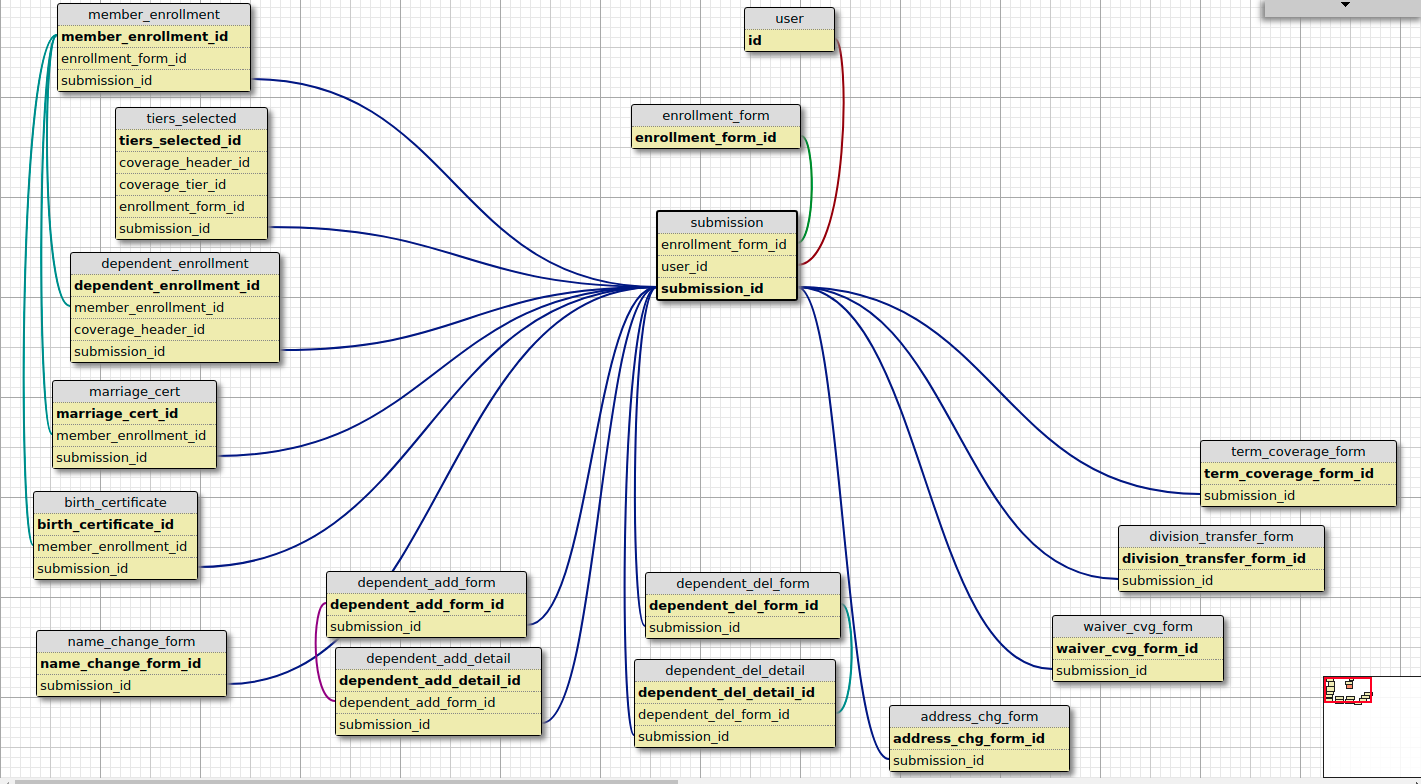 member_enrollment
member_enrollment_id
enrollment_form_id
submission_id
user
id
tiers_selected
tiers_selected_id
coverage_header_id
coverage_tier_id
enrollment_form_id
submission_id
enrollment_form
enrollment_form_id
submission
enrollment_form_id
user_id
submission_id
dependent_enrollment
dependent_enrollment_id
member_enrollment_id
coverage_header_id
submission_id
marriage_cert
marriage_cert_id
member_enrollment_id
submission_id
birth_certificate
birth_certificate_id
member_enrollment_id
submission_id
name_change_form
name_change_form_id
submission_id
dependent_add_form
dependent_add_form_id
submission_id
dependent_add_detail
dependent_add_detail_id
dependent_add_form_id
submission_id
dependent_del_form
dependent_del_form_id
submission_id
dependent_del_detail
dependent_del_detail_id
dependent_del_form_id
submission_id
term_coverage_form
term_coverage_form_id
submission_id
division_transfer_form
division_transfer_form_id
submission_id
waiver_cvg_form
waiver_cvg_form_id
submission_id
address_chg_form
address_chg_form_id
submission_id